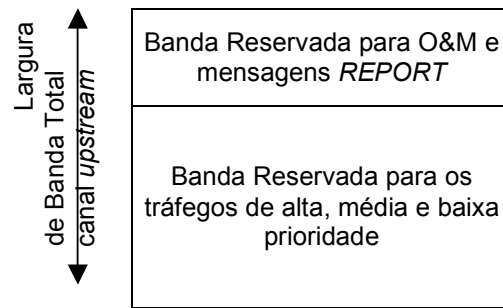 Largura
de Banda Total
canal upstream
Banda Reservada para O&M e
mensagens REPORT
Banda Reservada para os
tráfegos de alta, média e baixa
prioridade